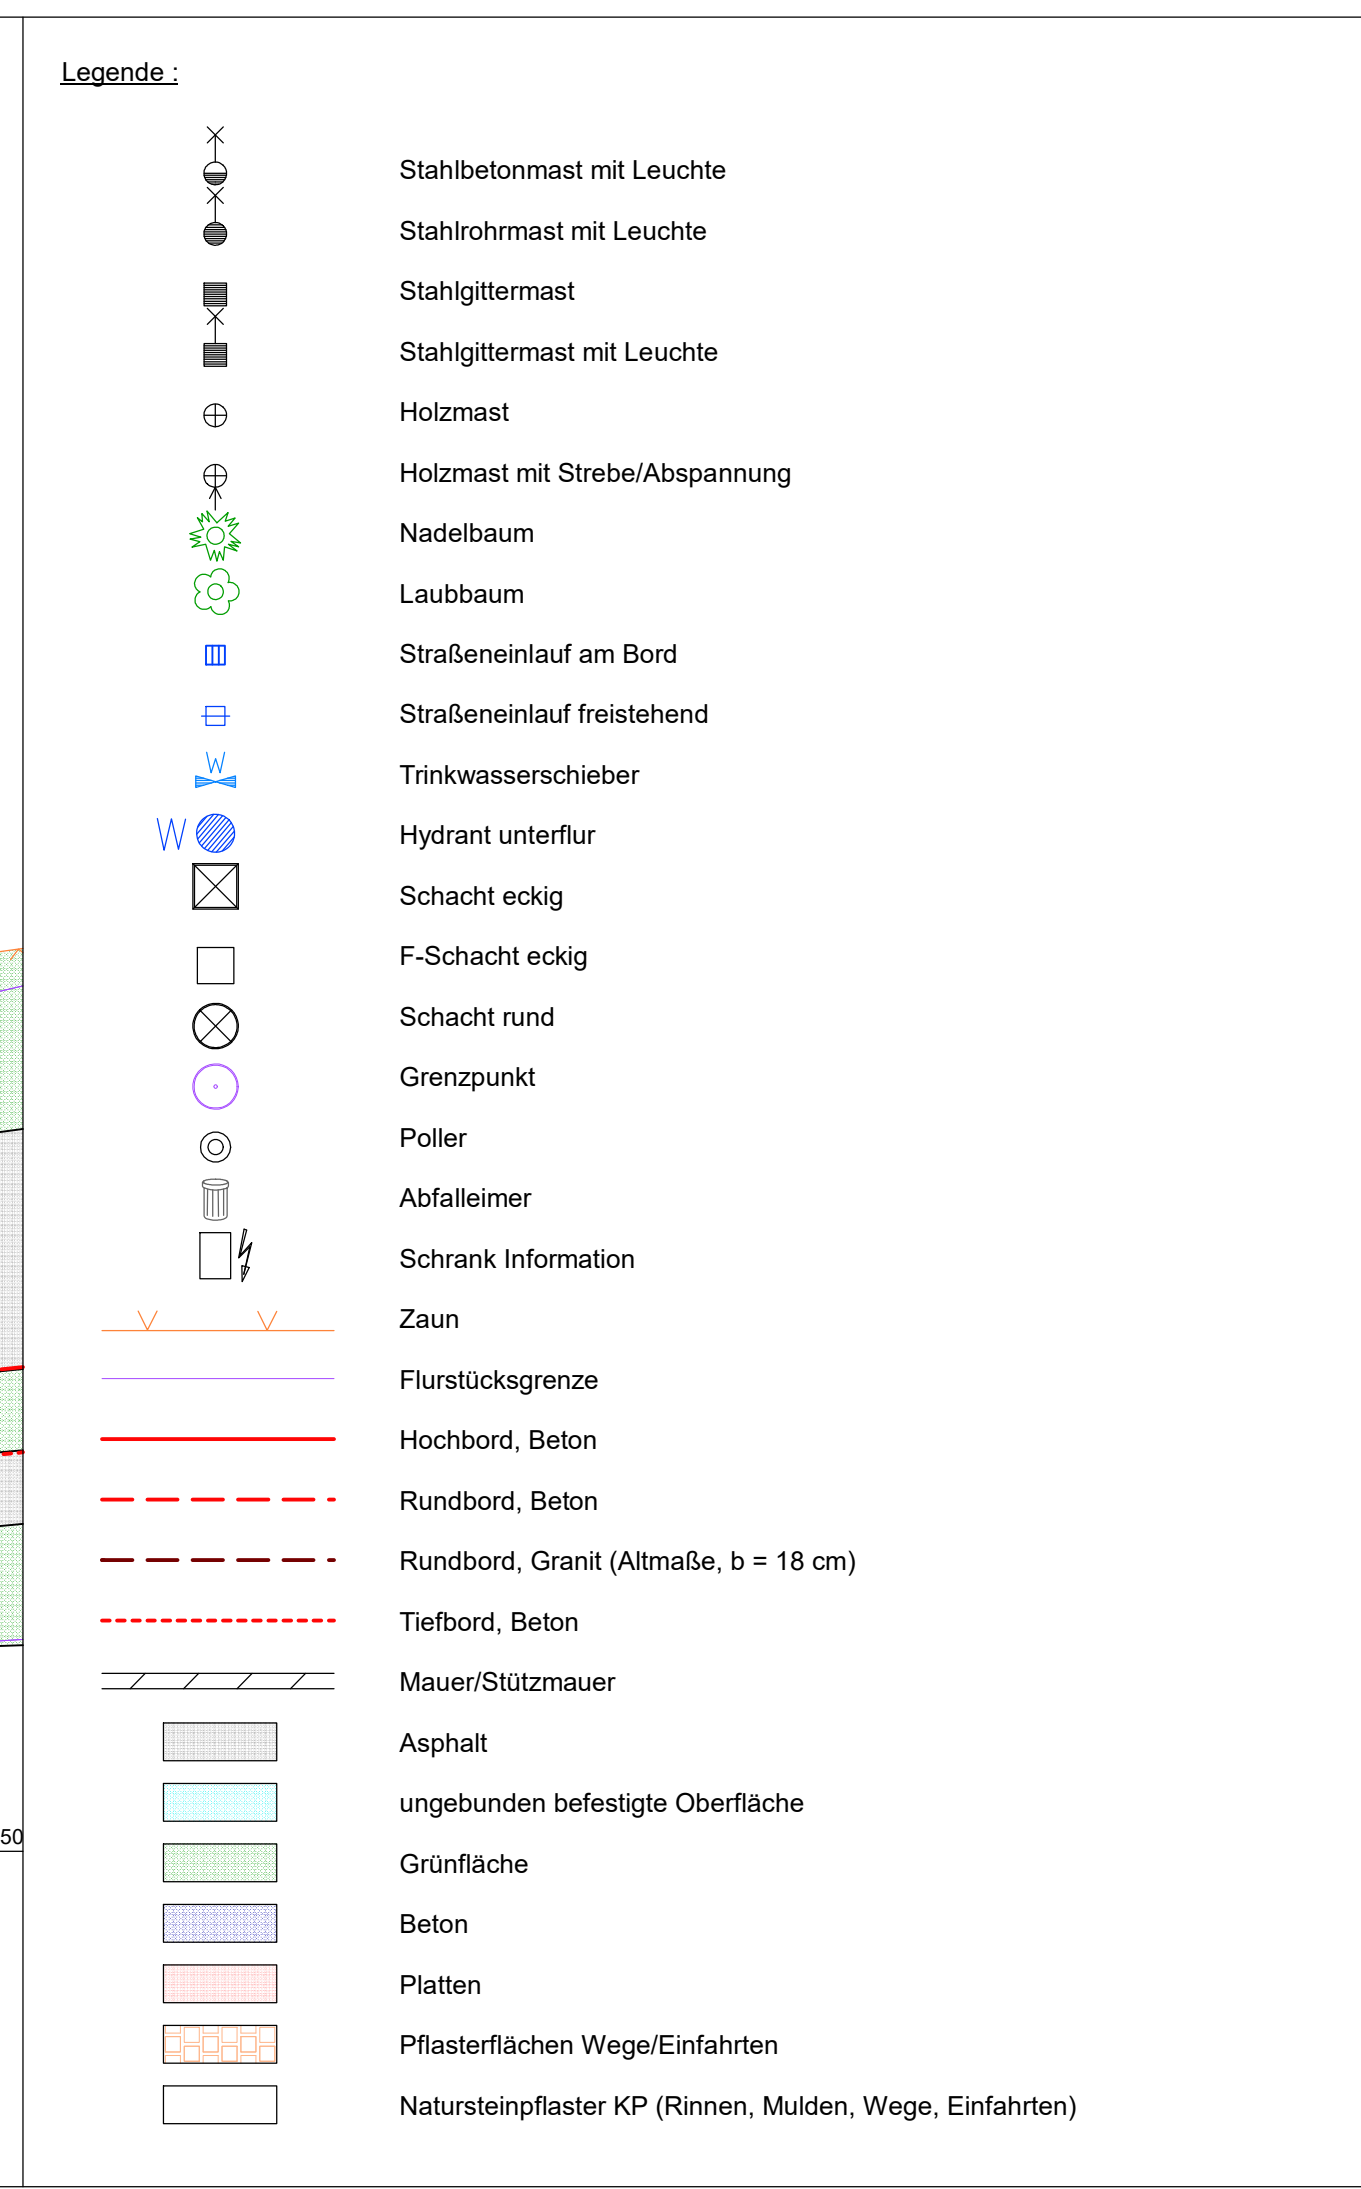 Legende :
Stahlbetonmast mit Leuchte
Stahlrohrmast mit Leuchte
Stahlgittermast
Stahlgittermast mit Leuchte
Holzmast
Holzmast mit Strebe/Abspannung
Nadelbaum
Laubbaum
Straßeneinlauf am Bord
Straßeneinlauf freistehend
W
Trinkwasserschieber
W Hydrant unterflur
Schacht eckig
F-Schacht eckig
Schacht rund
Grenzpunkt
Poller
Abfalleimer
Schrank Information
Zaun
Flurstücksgrenze
Hochbord, Beton
Rundbord, Beton
Rundbord, Granit (Altmaße, b = 18 cm)
Tiefbord, Beton
Mauer/Stützmauer
Asphalt
ungebunden befestigte Oberfläche
50
Grünfläche
Beton
Platten
Pflasterflächen Wege/Einfahrten
Natursteinpflaster KP (Rinnen, Mulden, Wege, Einfahrten)